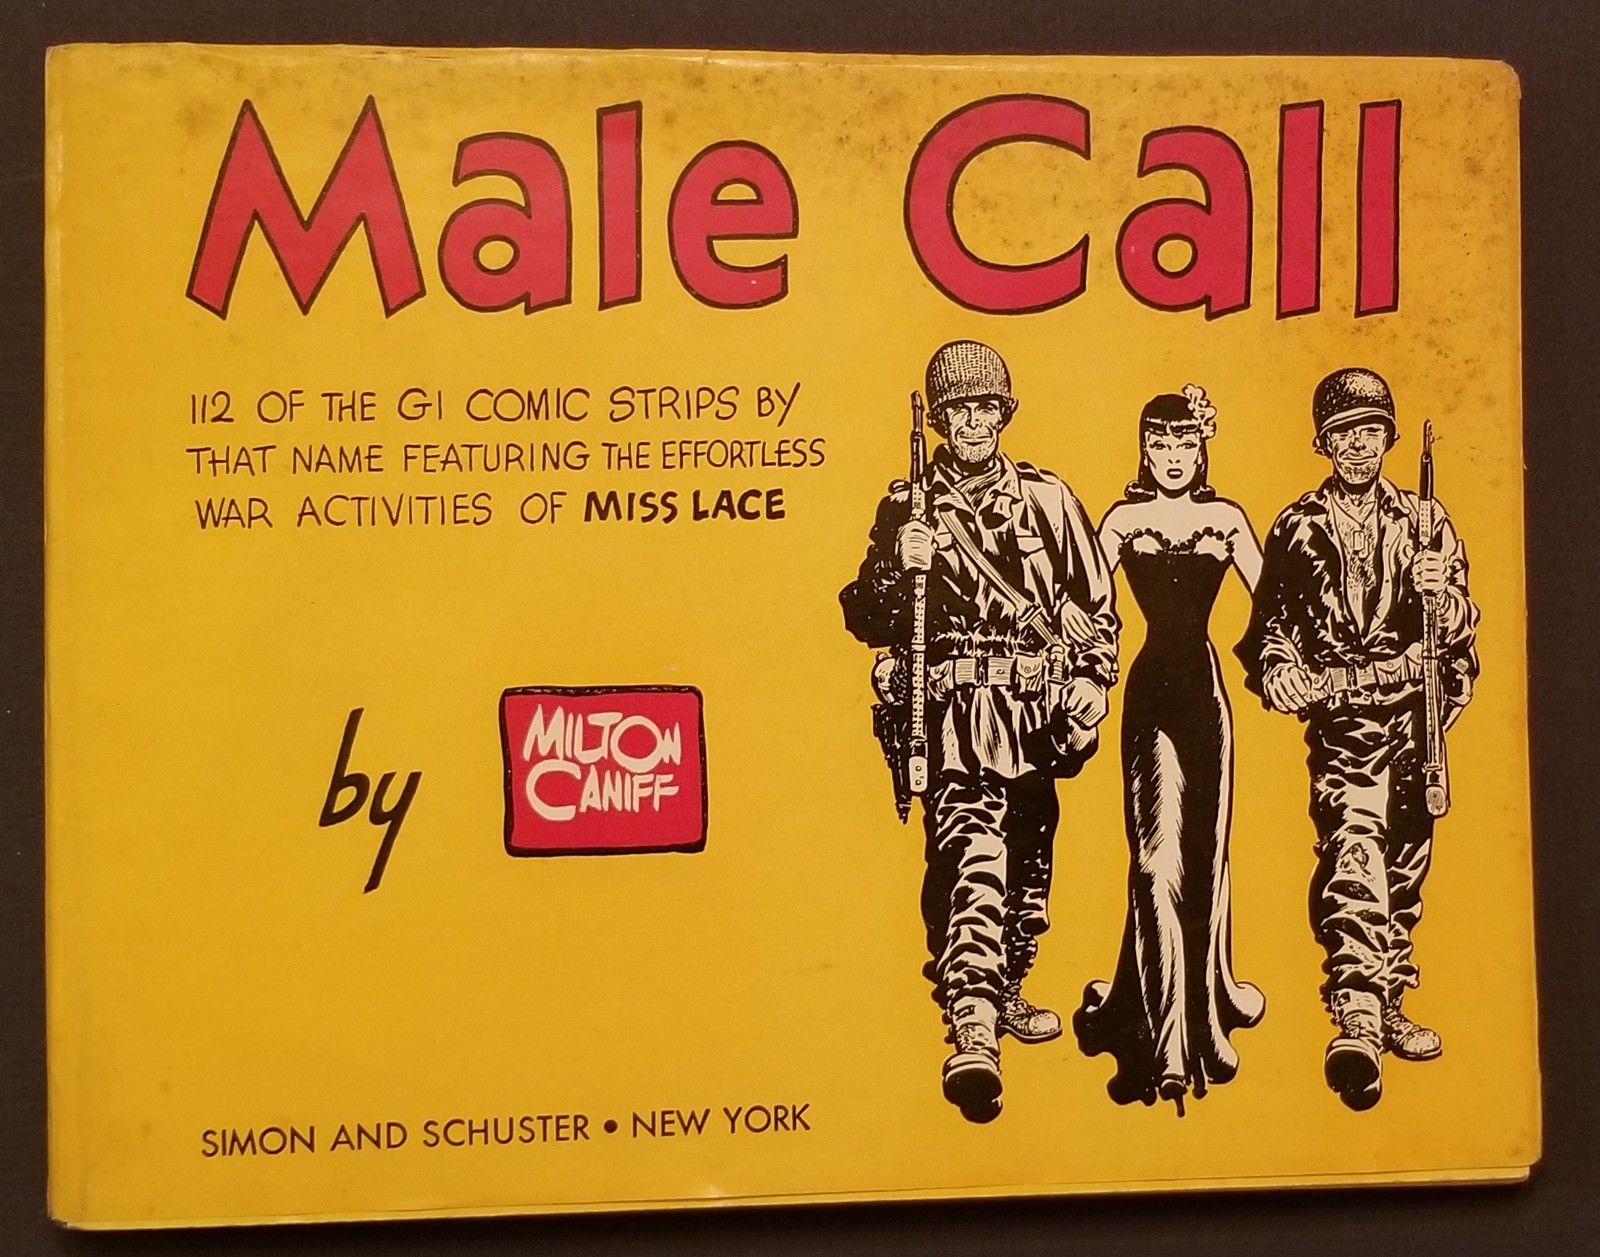 Male Call
112 OF THE GI COMIC STRIPS BY
THAT NAME FEATURING THE EFFORTLESS
WAR ACTIVITIES OF MISS LACE
by
MILTON
CANIFF
SIMON AND SCHUSTER • NEW YORK